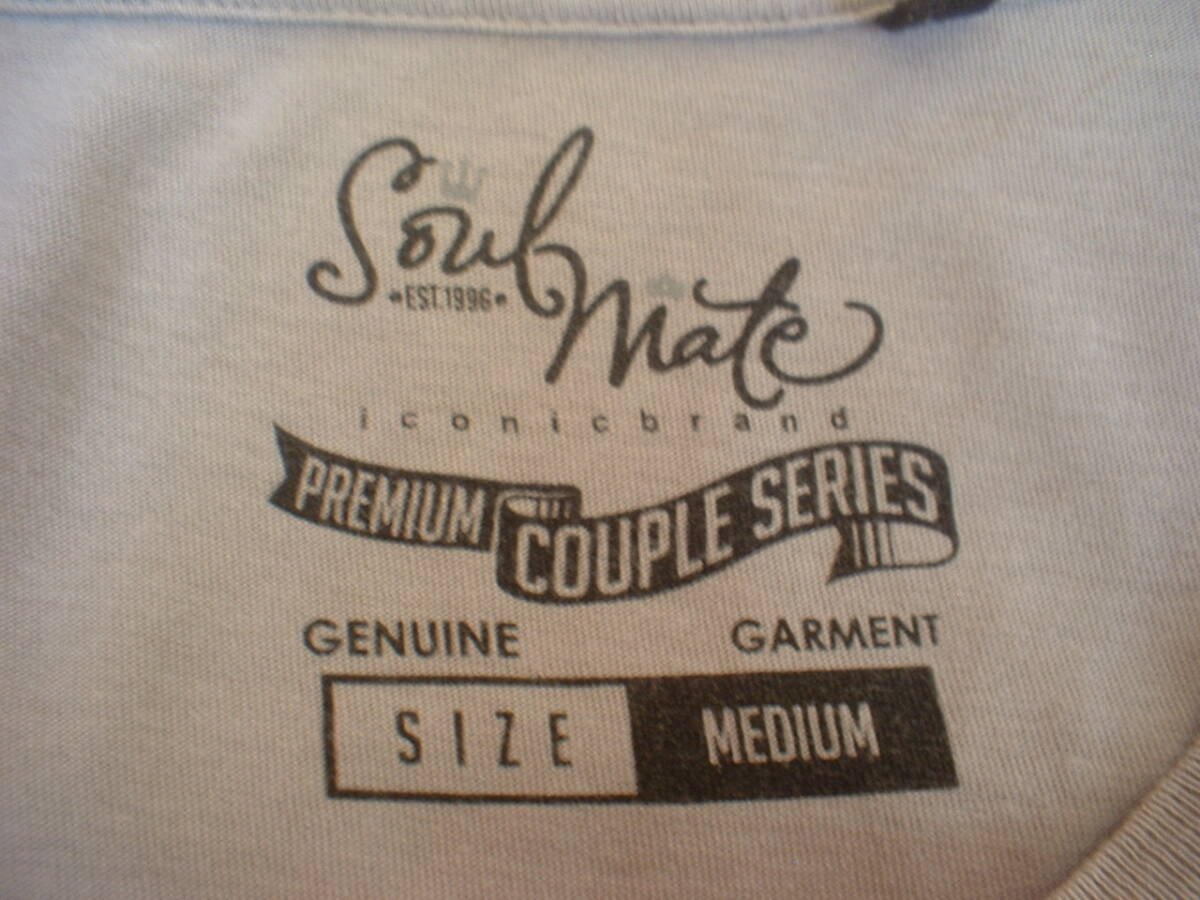 Soul
EST.1996
Mate
iconicbrand
PREMIUM COUPLE SERIES
GENUINE GARMENT
SIZE MEDIUM